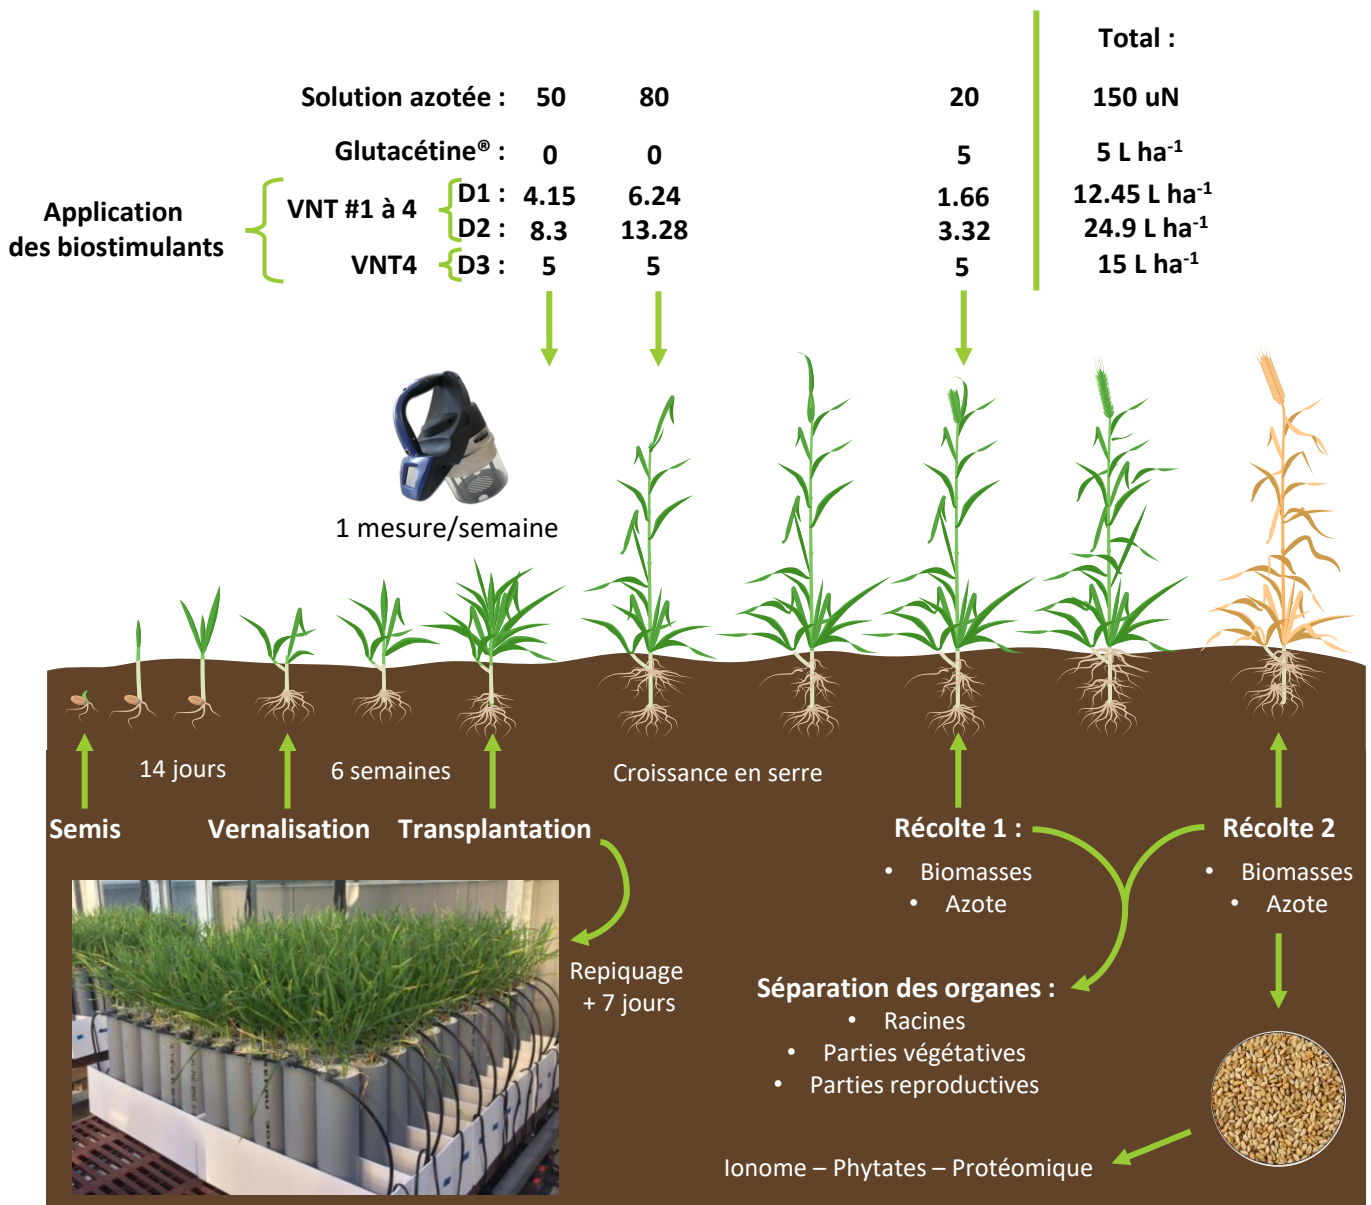 Total :
Solution azotée : 50 80 20 150 uN
Glutacétine® : 0 0 5 5 L ha-1
Application
des biostimulants
VNT #1 à 4
D1 : 4.15 6.24 1.66 12.45 L ha-1
D2 : 8.3 13.28 3.32 24.9 L ha-1
VNT4 D3 : 5 5 5 15 L ha-1
1 mesure/semaine
14 jours 6 semaines Croissance en serre
Semis Vernalisation Transplantation Récolte 1 : Récolte 2
• Biomasses • Biomasses
• Azote • Azote
Repiquage
+ 7 jours
Séparation des organes :
• Racines
• Parties végétatives
• Parties reproductives
Ionome – Phytates – Protéomique